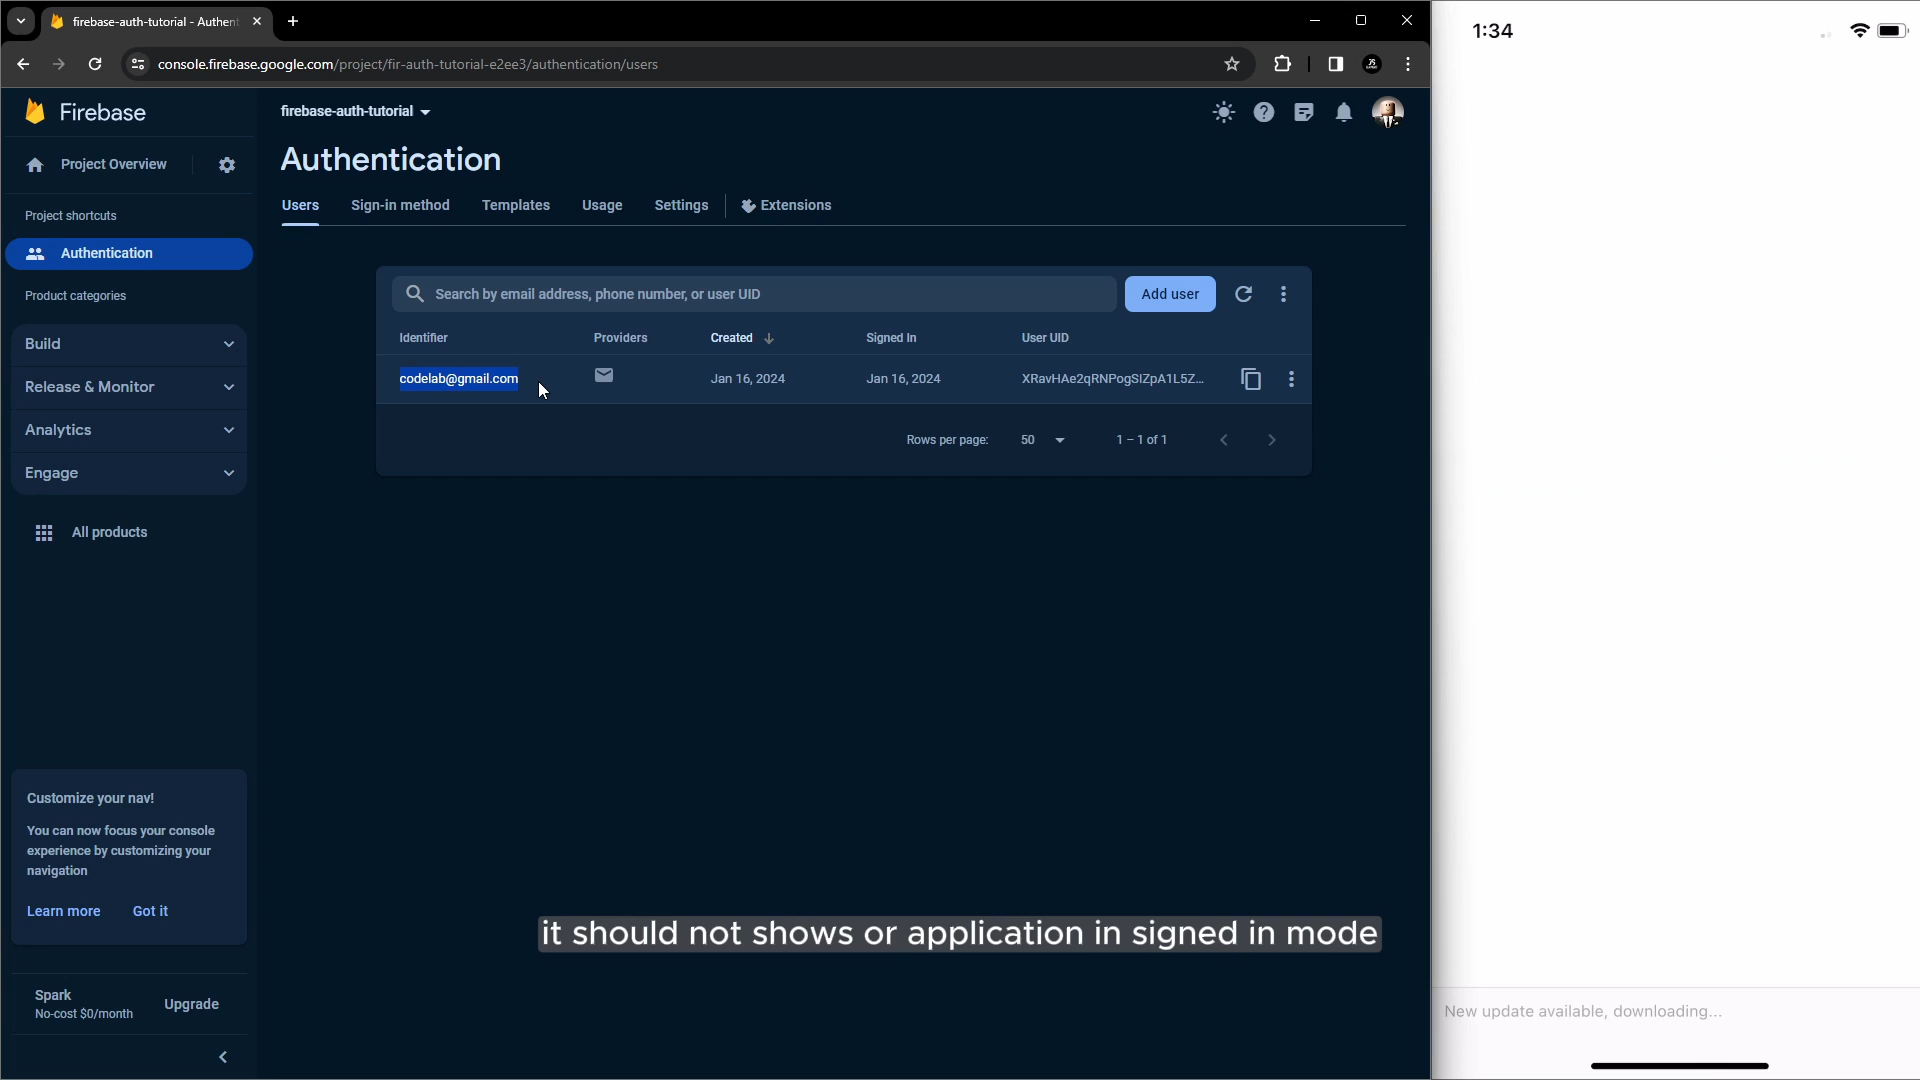 firebase-auth-tutorial - Authent
console.firebase.google.com/project/fir-auth-tutorial-e2ee3/authentication/users
1:34
Firebase
firebase-auth-tutorial
Project Overview
Authentication
Users Sign-in method Templates Usage Settings Extensions
Project shortcuts
Authentication
Product categories
Build
Release & Monitor
Analytics
Engage
All products
Search by email address, phone number, or user UID
Add user
Identifier Providers Created Signed In User UID
codelab@gmail.com Jan 16, 2024 Jan 16, 2024 XRavHAe2qRNPogSIZpA1L5Z...
Rows per page: 50 1 – 1 of 1
Customize your nav!
You can now focus your console
experience by customizing your
navigation
Learn more Got it
Spark
No-cost $0/month
Upgrade
it should not shows or application in signed in mode
New update available, downloading...